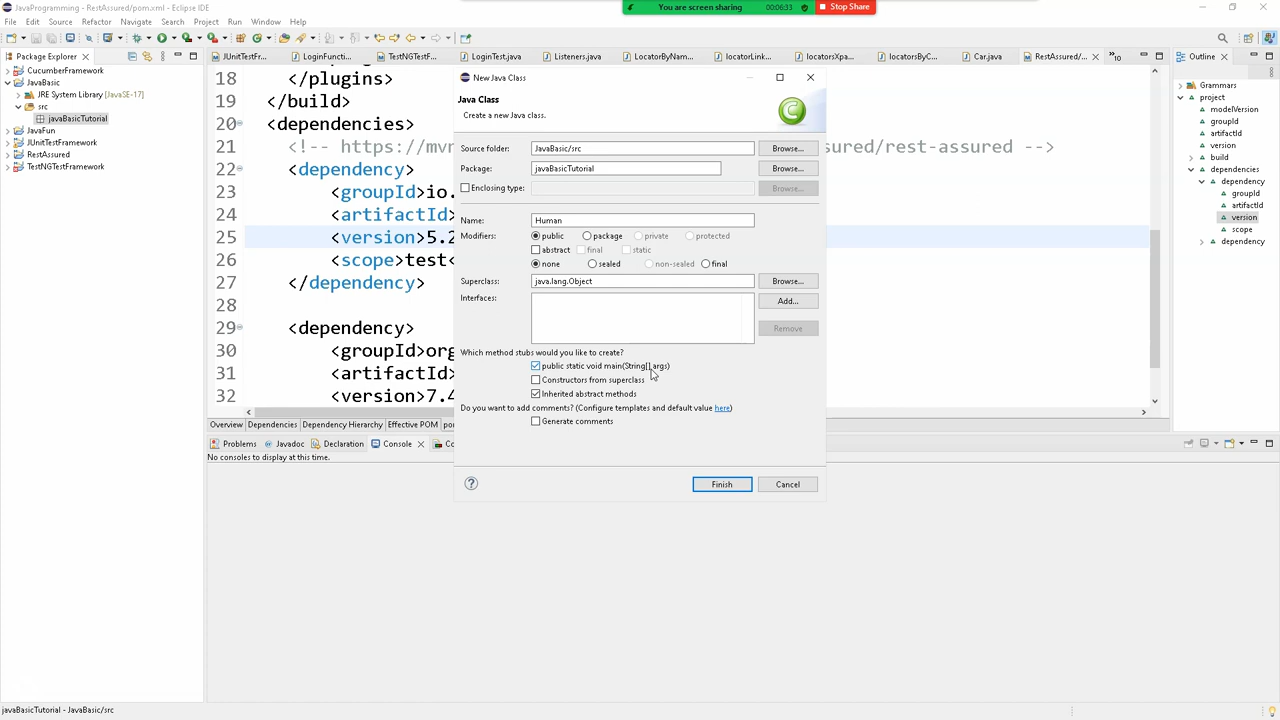 JavaProgramming - RestAssured/pom.xml - Eclipse IDE
You are screen sharing
00:06:33
Stop Share
File Edit Source Refactor Navigate Search Project Run Window Help
Package Explorer
CucumberFramework
JavaBasic
JRE System Library [JavaSE-17]
src
javaBasicTutorial
JavaFun
JUnitTestFramework
RestAssured
TestNGFramework
JUnitTestFr...
LoginFuncti...
TestNGTestF...
LoginTest.java
Listeners.java
LocatorByNam...
locatorLink...
locatorsXpa...
locatorsByC...
Car.java
RestAssured/...
10
18 </plugins>
19 </build>
20 <dependencies>
21 <!-- https://mvr
sured/rest-assured -->
22 <dependency>
23 <groupId>io.
24 <artifactId>
25 <version>5.2
26 <scope>test<
27 </dependency>
28
29 <dependency>
30 <groupId>org
31 <artifactId>
32 <version>7.4
Overview Dependencies Dependency Hierarchy Effective POM
Problems Javadoc Declaration Console
No consoles to display at this time.
New Java Class
Java Class
Create a new Java class.
C
Source folder: JavaBasic/src Browse...
Package: javaBasicTutorial Browse...
Enclosing type: Browse...
Name: Human
Modifiers: public package private protected
abstract final static
none sealed non-sealed final
Superclass: java.lang.Object Browse...
Interfaces: Add...
Remove
Which method stubs would you like to create?
public static void main(String[] args)
Constructors from superclass
Inherited abstract methods
Do you want to add comments? (Configure templates and default value here)
Generate comments
? Finish Cancel
Outline
Grammars
project
modelVersion
groupId
artifactId
version
build
dependencies
dependency
groupId
artifactId
version
scope
dependency
javaBasicTutorial - JavaBasic/src